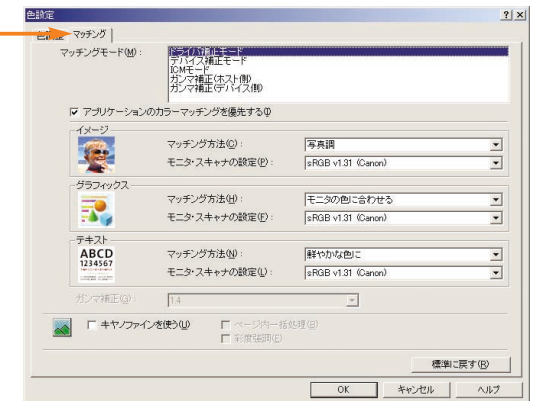 色設定
マッチング
マッチングモード(M):
ドライバ補正モード
デバイス補正モード
ICMモード
ガンマ補正(ホスト側)
ガンマ補正(デバイス側)
アプリケーションのカラーマッチングを優先する(I)
イメージ
マッチング方法(C):
写真調
モニタ・スキャナの設定(P):
sRGB v1.31 (Canon)
グラフィックス
マッチング方法(H):
モニタの色に合わせる
モニタ・スキャナの設定(F):
sRGB v1.31 (Canon)
テキスト
ABCD
1234567
マッチング方法(N):
鮮やかな色に
モニタ・スキャナの設定(L):
sRGB v1.31 (Canon)
ガンマ補正(G):
1.4
キヤノファインを使う(U)
ページ内一括処理(B)
彩度強調(E)
標準に戻す(R)
OK
キャンセル
ヘルプ